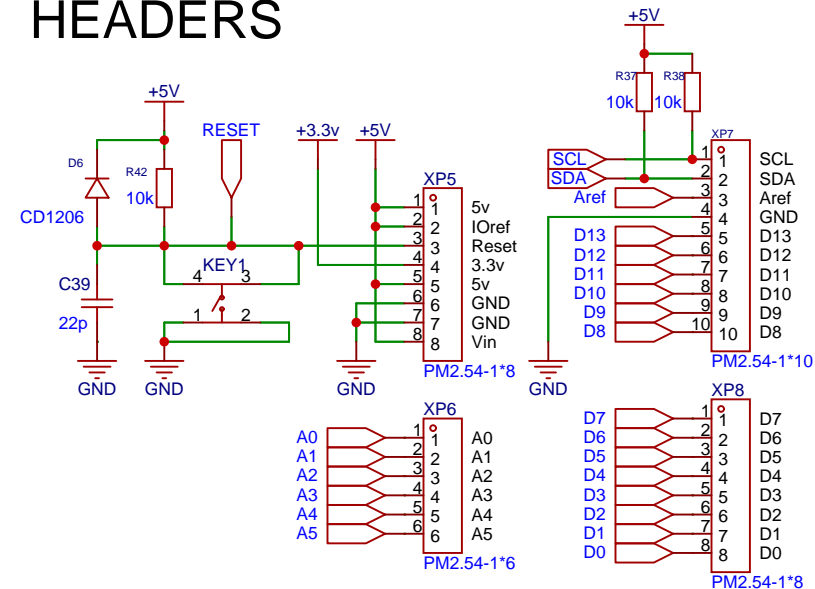 HEADERS
+5V
D6
R42
10k
CD1206
RESET
+3.3v
+5V
C39
22p
KEY1
4 3
1 2
GND
GND
GND
XP5
1 1 5v
2 2 IOref
3 3 Reset
4 4 3.3v
5 5 5v
6 6 GND
7 7 GND
8 8 Vin
PM2.54-1*8
XP6
A0 1 1 A0
A1 2 2 A1
A2 3 3 A2
A3 4 4 A3
A4 5 5 A4
A5 6 6 A5
PM2.54-1*6
+5V
R37
10k
R38
10k
XP7
SCL 1 1 SCL
SDA 2 2 SDA
Aref 3 3 Aref
4 4 GND
D13 5 5 D13
D12 6 6 D12
D11 7 7 D11
D10 8 8 D10
D9 9 9 D9
D8 10 10 D8
GND
PM2.54-1*10
XP8
D7 1 1 D7
D6 2 2 D6
D5 3 3 D5
D4 4 4 D4
D3 5 5 D3
D2 6 6 D2
D1 7 7 D1
D0 8 8 D0
PM2.54-1*8